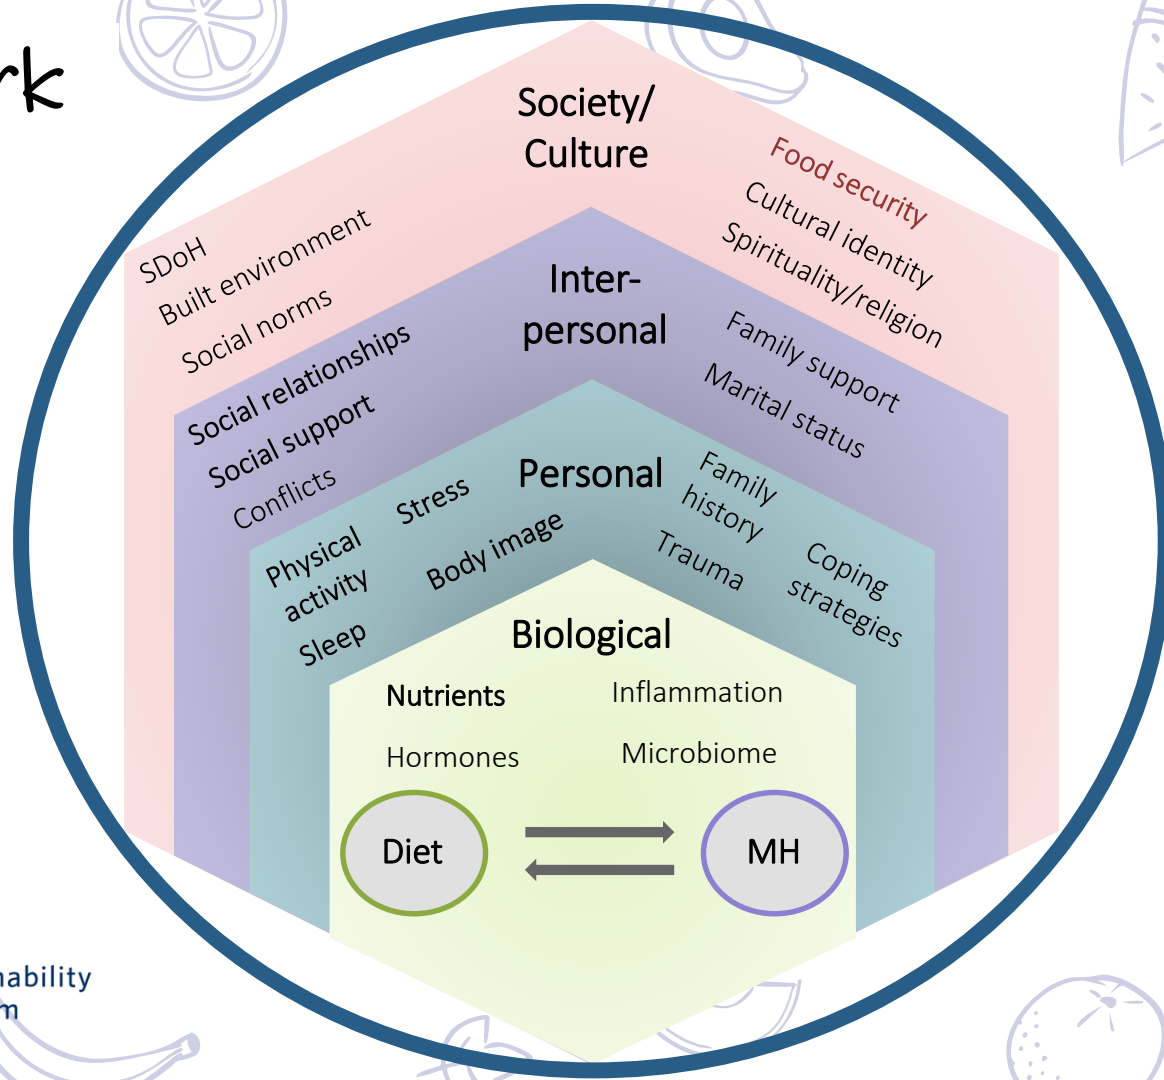 rk
Society/
Culture
SDoH
Built environment
Social norms
Food security
Cultural identity
Spirituality/religion
Inter-
personal
Social relationships
Social support
Conflicts
Family support
Marital status
Personal
Stress
Physical
activity
Body image
Sleep
Family
history
Trauma
Coping
strategies
Biological
Nutrients
Inflammation
Hormones
Microbiome
Diet
MH
nability
m